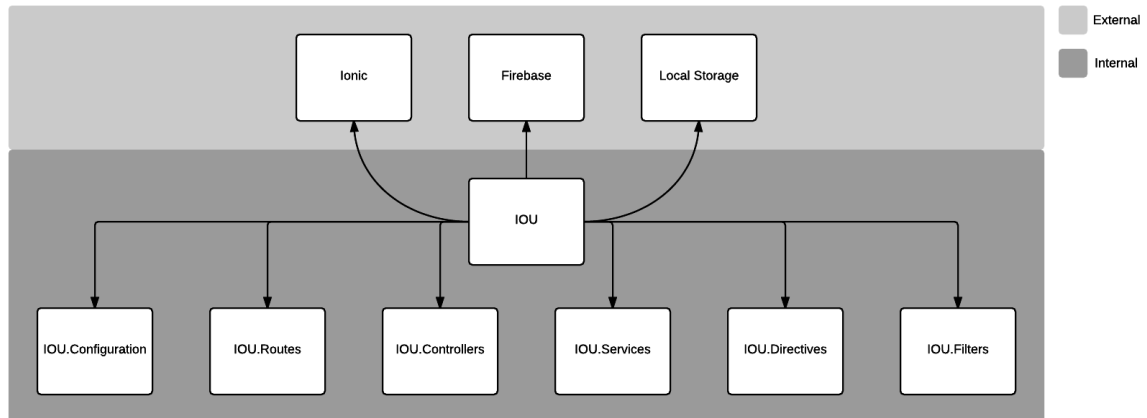 External
Internal
Ionic
Firebase
Local Storage
IOU
IOU.Configuration
IOU.Routes
IOU.Controllers
IOU.Services
IOU.Directives
IOU.Filters